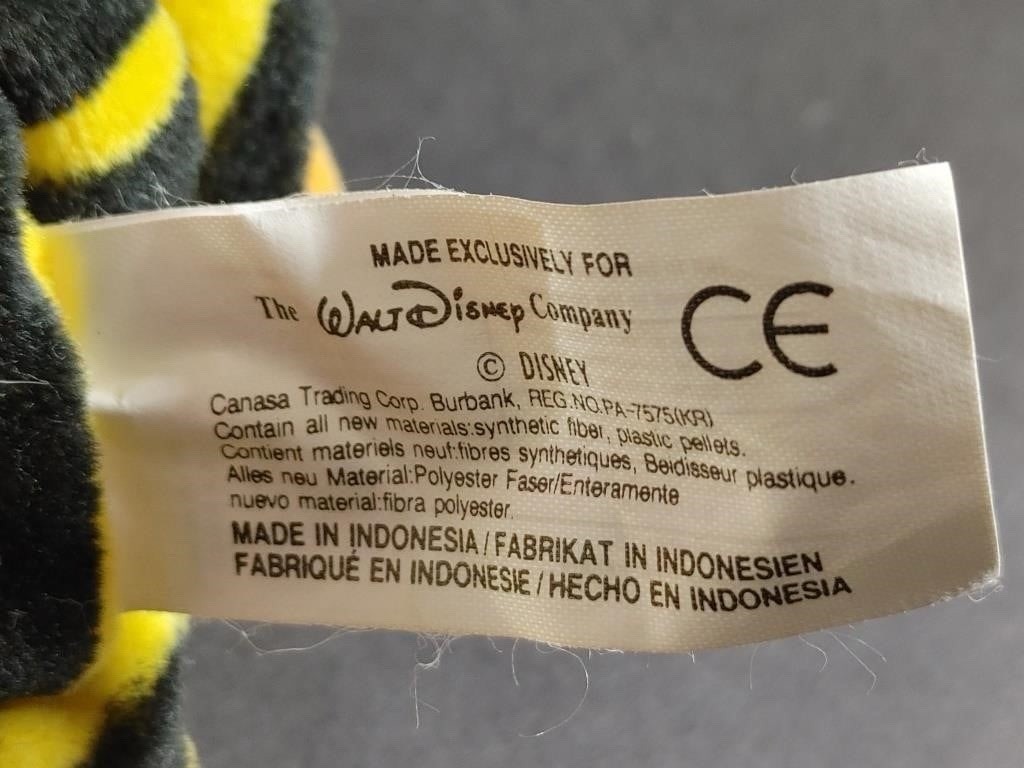 MADE EXCLUSIVELY FOR
The WALT DISNEY Company
CE
© DISNEY
Canasa Trading Corp. Burbank, REG.NO.PA-7575(KR)
Contain all new materials:synthetic fiber, plastic pellets.
Contient materiels neuf:fibres synthetiques, Beidisseur plastique.
Alles neu Material:Polyester Faser/Enteramente
nuevo material:fibra polyester.
MADE IN INDONESIA / FABRIKAT IN INDONESIEN
FABRIQUÉ EN INDONESIE / HECHO EN INDONESIA